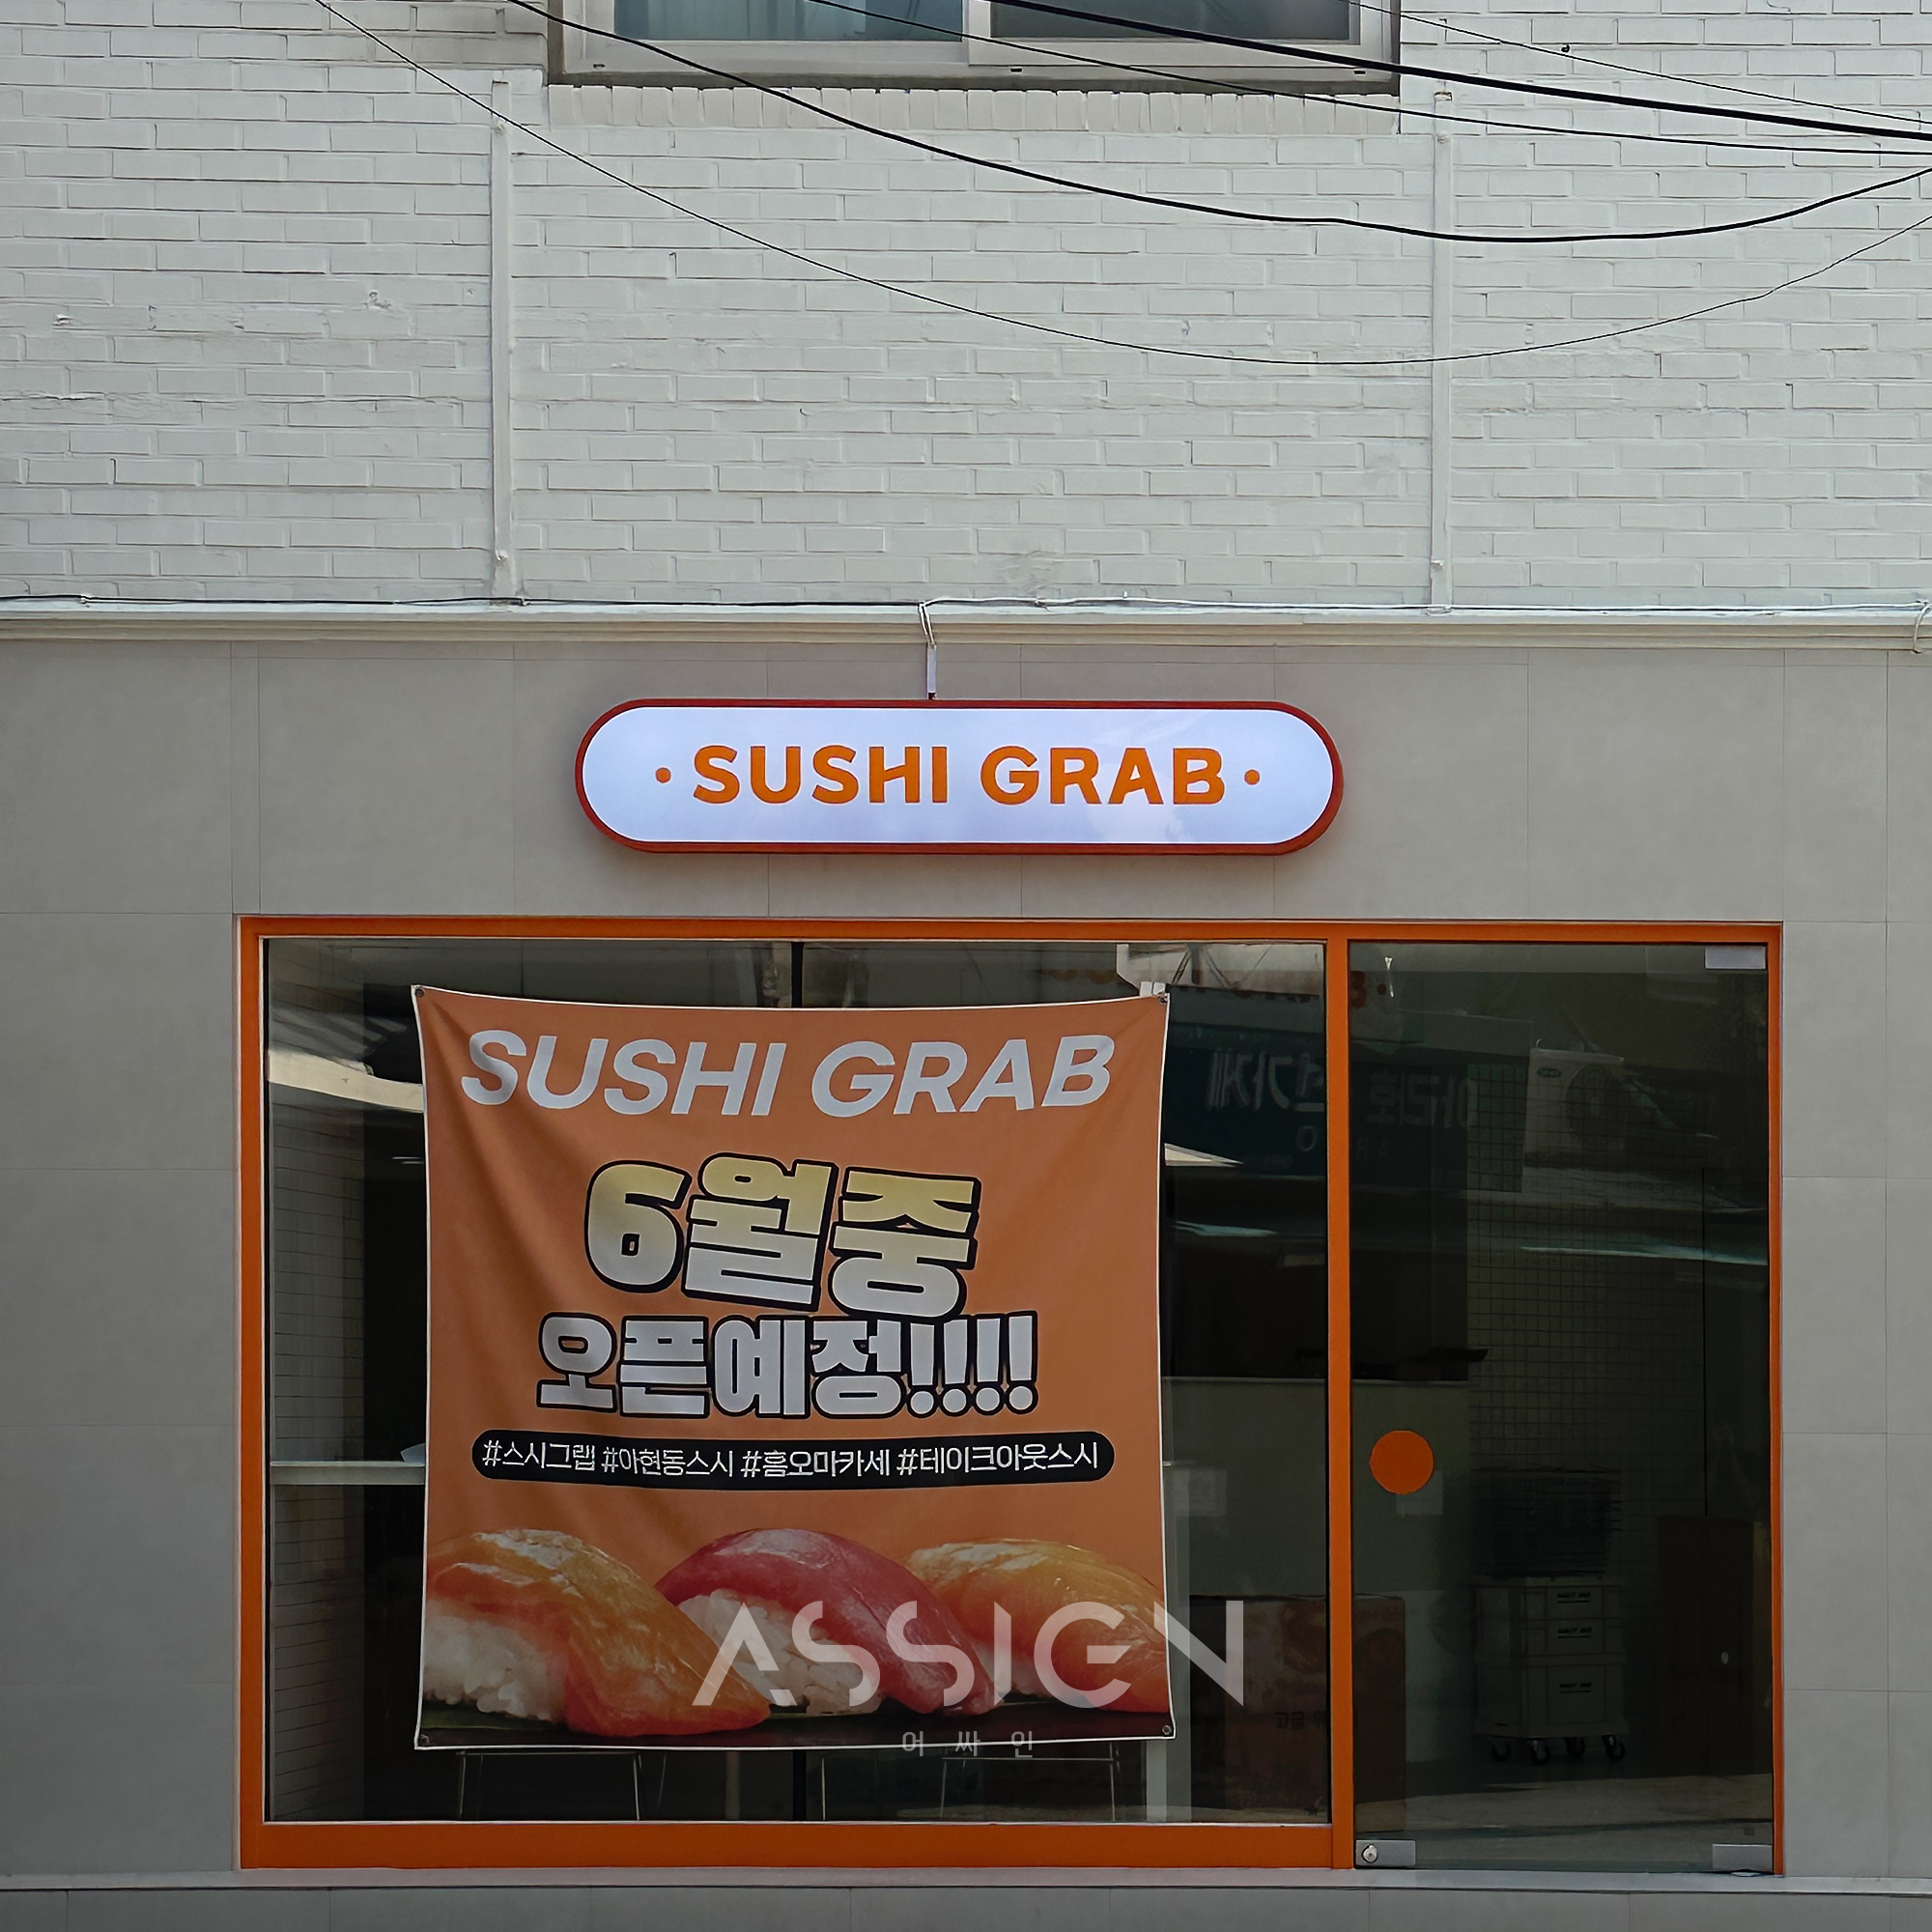 · SUSHI GRAB ·
SUSHI GRAB
6월중
오픈예정!!!!
#스시그랩 #아현동스시 #홈오마카세 #테이크아웃스시
ASSIGN
어싸인